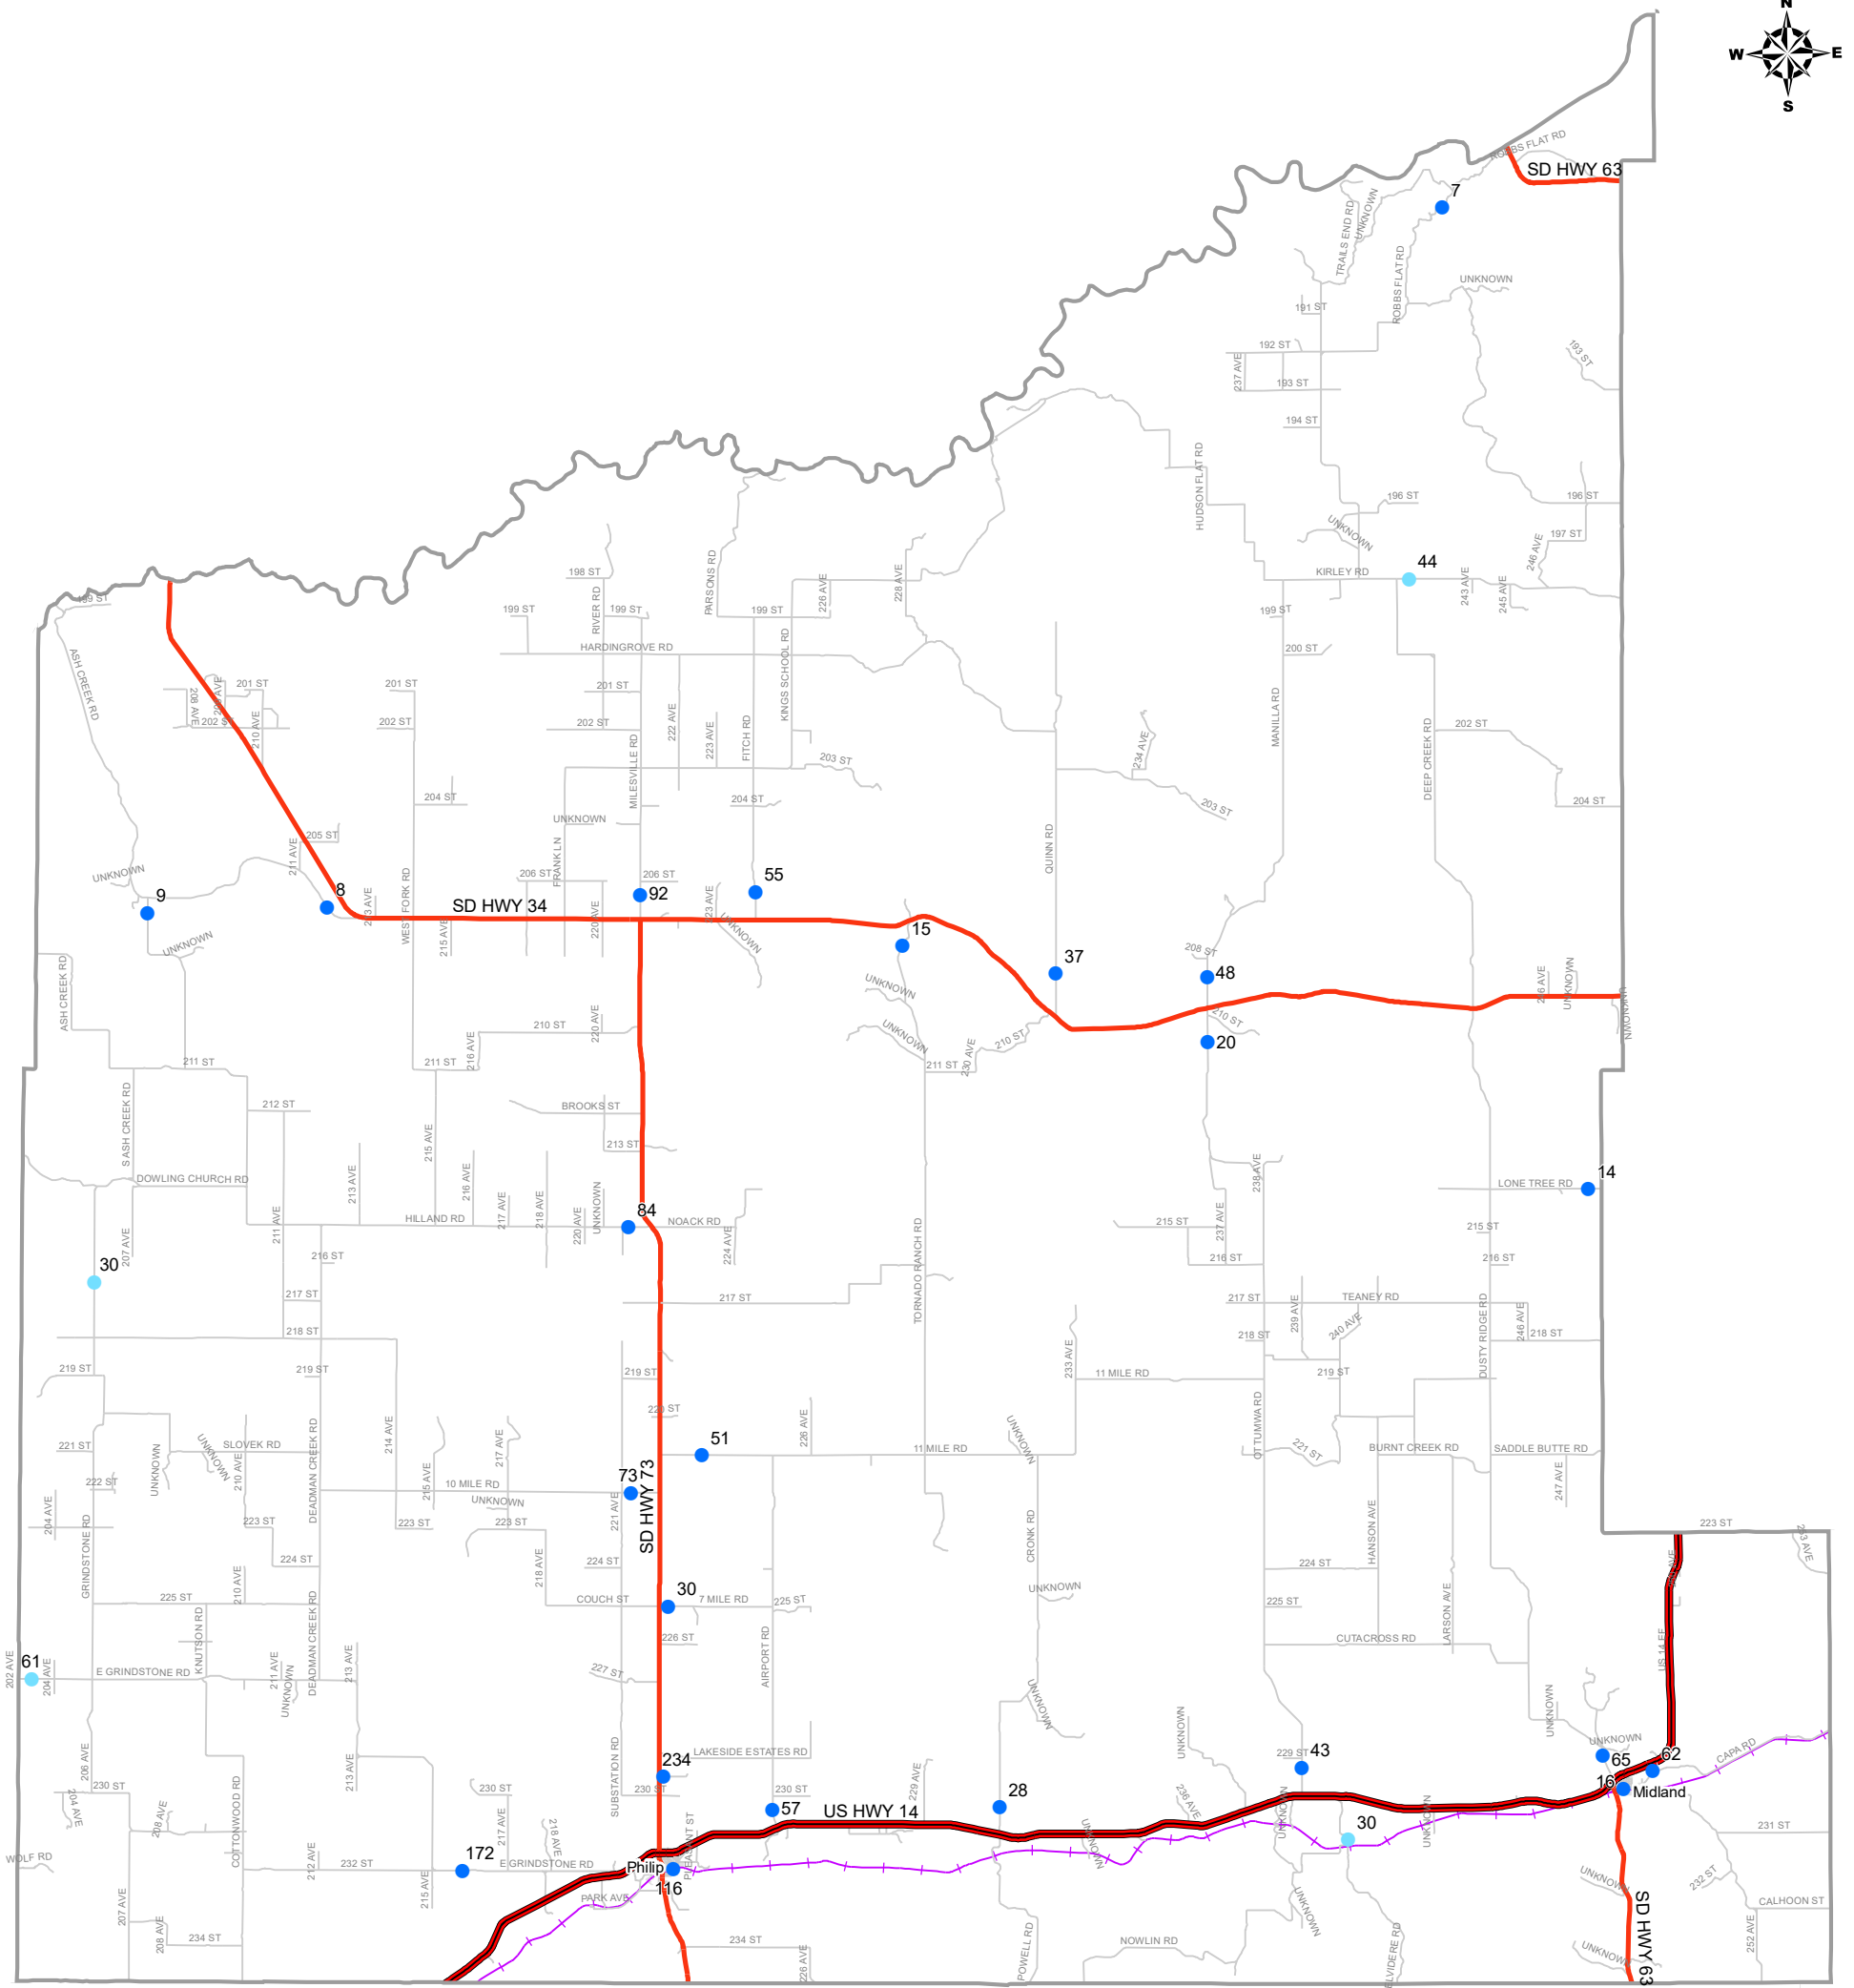 N
W E
S
ROBBS FLAT RD
SD HWY 63
7
TRAILS END RD
UNKNOWN
ROBBS FLAT RD
UNKNOWN
191 ST
192 ST
193 ST
237 AVE
193 ST
194 ST
HUDSON FLAT RD
196 ST
196 ST
UNKNOWN
197 ST
246 AVE
44
KIRLEY RD
243 AVE
245 AVE
198 ST
PARSONS RD
226 AVE
228 AVE
199 ST
199 ST
RIVER RD
199 ST
199 ST
199 ST
HARDINGROVE RD
KINGS SCHOOL RD
200 ST
ASH CREEK RD
201 ST
201 ST
201 ST
208 AVE
202 ST
210 AVE
202 ST
202 ST
222 AVE
223 AVE
FITCH RD
203 ST
MILESVILLE RD
234 AVE
203 ST
MANILLA RD
DEEP CREEK RD
202 ST
204 ST
204 ST
204 ST
UNKNOWN
FRANK LN
QUINN RD
205 ST
211 AVE
UNKNOWN
9
8
WEST FORK RD
206 ST
206 ST
92
55
SD HWY 34
215 AVE
220 AVE
UNKNOWN
15
37
208 ST
48
UNKNOWN
ASH CREEK RD
UNKNOWN
UNKNOWN
UNKNOWN
210 ST
20
210 ST
220 AVE
216 AVE
UNKNOWN
210 ST
230 AVE
211 ST
211 ST
211 ST
212 ST
BROOKS ST
S ASH CREEK RD
215 AVE
213 ST
DOWLING CHURCH RD
213 AVE
216 AVE
238 AVE
14
LONE TREE RD
207 AVE
211 AVE
HILLAND RD
217 AVE
218 AVE
220 AVE
UNKNOWN
84
NOACK RD
224 AVE
215 ST
237 AVE
215 ST
30
216 ST
216 ST
216 ST
TORNADO RANCH RD
217 ST
217 ST
217 ST
TEANEY RD
239 AVE
240 AVE
246 AVE
218 ST
218 ST
218 ST
DUSTY RIDGE RD
219 ST
219 ST
219 ST
233 AVE
11 MILE RD
219 ST
OTTUMWA RD
221 ST
SLOVEK RD
UNKNOWN
UNKNOWN
210 AVE
DEADMAN CREEK RD
214 AVE
217 AVE
51
226 AVE
11 MILE RD
UNKNOWN
221 ST
BURNT CREEK RD
SADDLE BUTTE RD
222 ST
10 MILE RD
215 AVE
UNKNOWN
73
SD HWY 73
221 AVE
247 AVE
204 AVE
223 ST
223 ST
223 ST
223 ST
GRINDSTONE RD
224 ST
218 AVE
224 ST
CRONK RD
224 ST
HANSON AVE
225 ST
210 AVE
DEADMAN CREEK RD
COUCH ST
30
7 MILE RD
225 ST
UNKNOWN
225 ST
LARSON AVE
KNUTSON RD
226 ST
AIRPORT RD
CUTACROSS RD
61
202 AVE
204 AVE
E GRINDSTONE RD
211 AVE
UNKNOWN
213 AVE
227 ST
UNKNOWN
UNKNOWN
UNKNOWN
206 AVE
213 AVE
SUBSTATION RD
LAKESIDE ESTATES RD
234
229 ST
43
UNKNOWN
65
62
CAPA RD
230 ST
204 AVE
208 AVE
COTTONWOOD RD
230 ST
217 AVE
218 AVE
230 ST
230 ST
57
229 AVE
US HWY 14
28
236 AVE
UNKNOWN
30
UNKNOWN
16
Midland
231 ST
WOLF RD
212 AVE
232 ST
215 AVE
172
E GRINDSTONE RD
Philip
116
PLEASANT ST
UNKNOWN
UNKNOWN
232 ST
PARK AVE
207 AVE
208 AVE
234 ST
234 ST
226 AVE
POWELL RD
NOWLIN RD
UNKNOWN
SD HWY 63
UNKNOWN
CALHOON ST
252 AVE